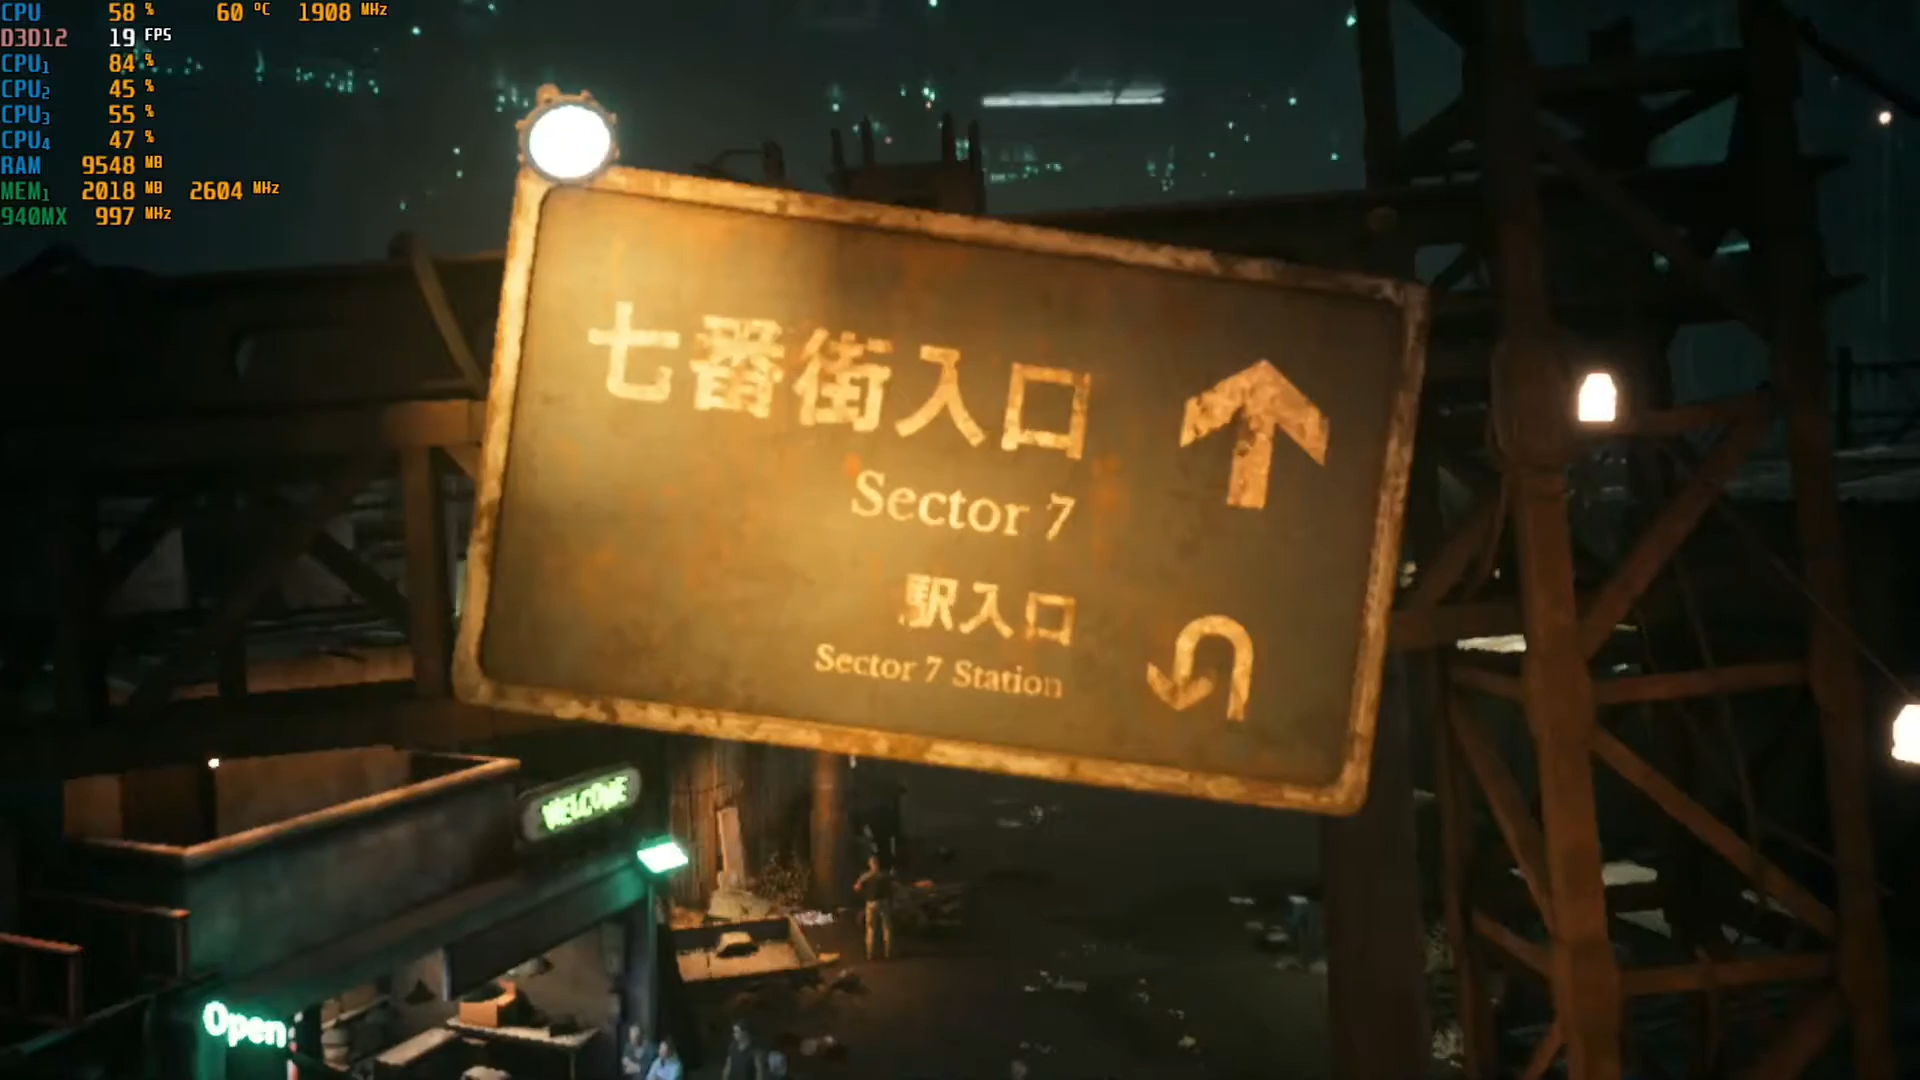 CPU 58 % 60 °C 1908 MHz
D3D12 19 FPS
CPU1 84 %
CPU2 45 %
CPU3 55 %
CPU4 47 %
RAM 9548 MB
MEM1 2018 MB 2604 MHz
940MX 997 MHz
七番街入口
Sector 7
駅入口
Sector 7 Station
WELCOME
Open